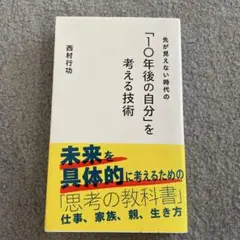 先が見えない時代の
「一〇年後の自分」を
考える技術
西村行功
未来を
具体的に考えるための
「思考の教科書」
仕事、家族、親、生き方